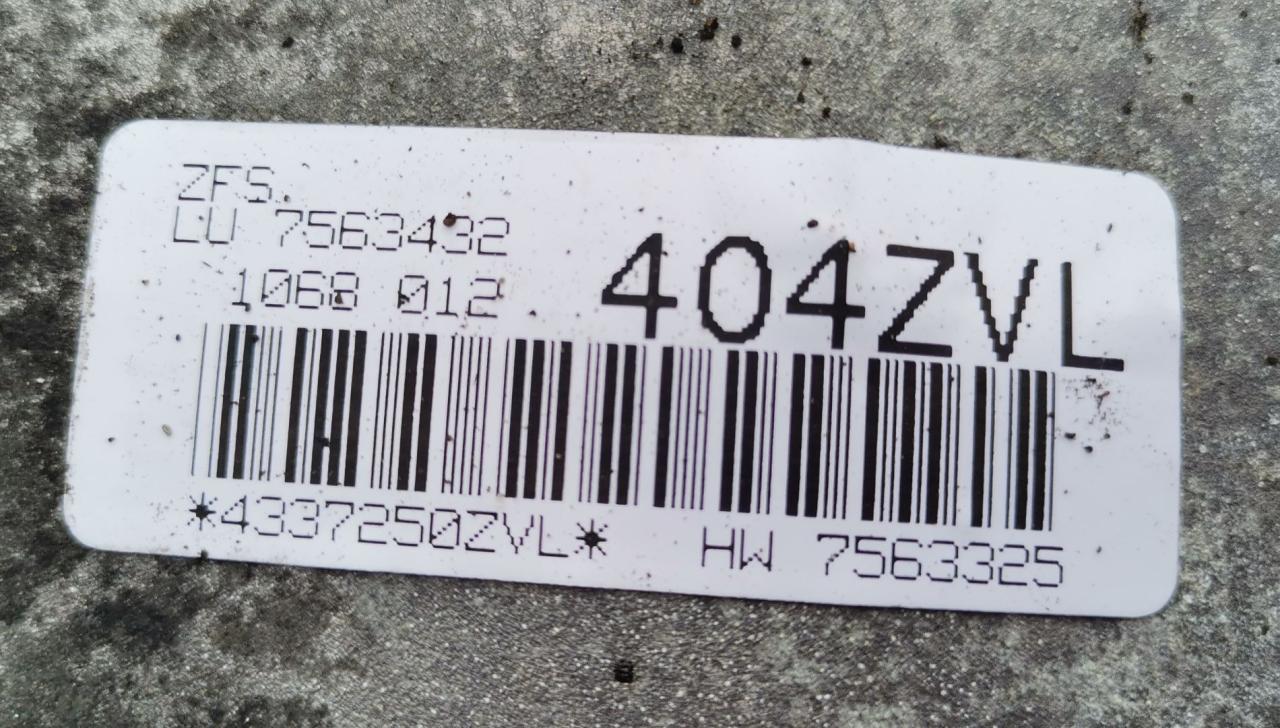 ZFS.
LU 7563432
1068 012
404ZVL
*4337250ZVL* HW 7563325